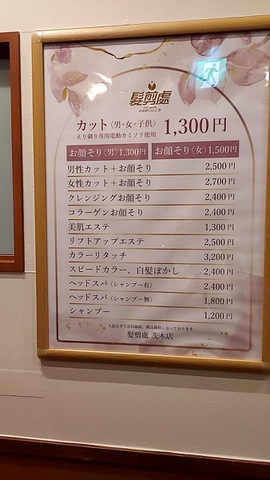 髪剪處
カット〈男・女・子供〉 1,300円
えり剃り専用電動カミソリ使用
お顔そり〈男〉1,300円 お顔そり〈女〉1,500円
男性カット＋お顔そり 2,500円
女性カット＋お顔そり 2,700円
クレンジングお顔そり 2,400円
コラーゲンお顔そり 2,400円
美肌エステ 1,300円
リフトアップエステ 2,500円
カラーリタッチ 3,200円
スピードカラー、白髪ぼかし 2,400円
ヘッドスパ〈シャンプー有〉 2,400円
ヘッドスパ〈シャンプー無〉 1,800円
シャンプー 1,200円
髪剪處 茨木店